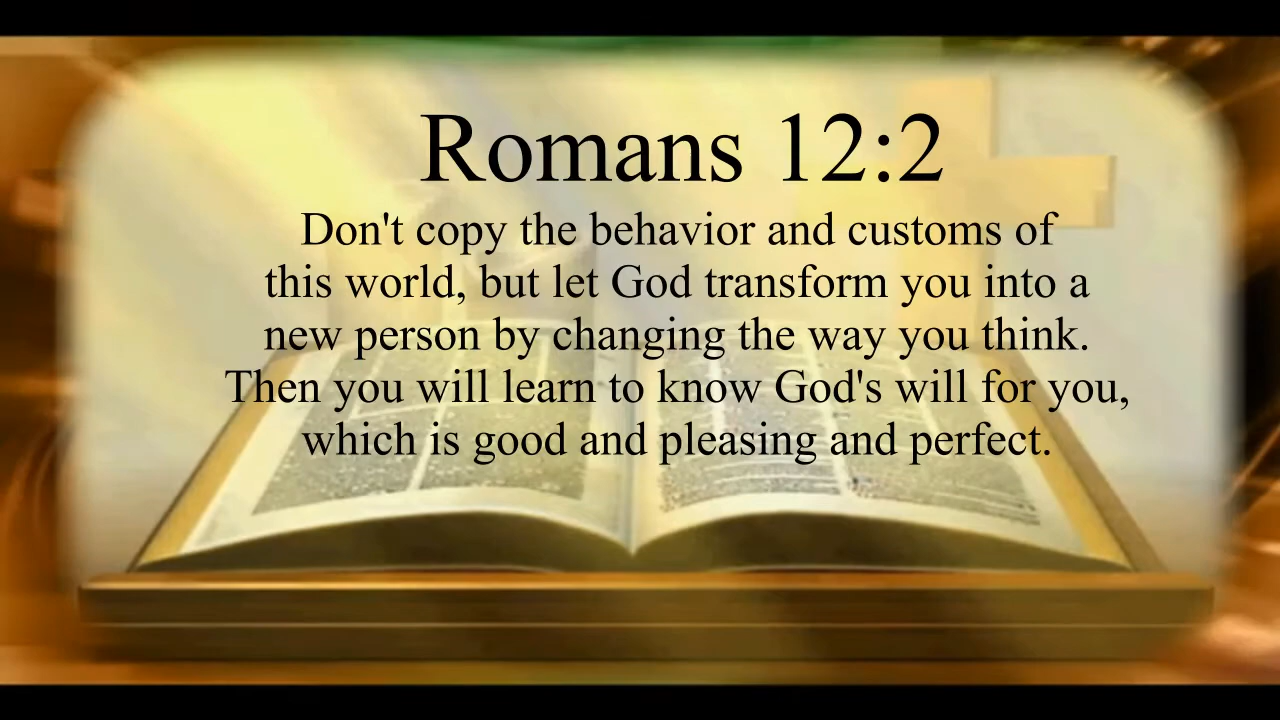 Romans 12:2
Don't copy the behavior and customs of
this world, but let God transform you into a
new person by changing the way you think.
Then you will learn to know God's will for you,
which is good and pleasing and perfect.